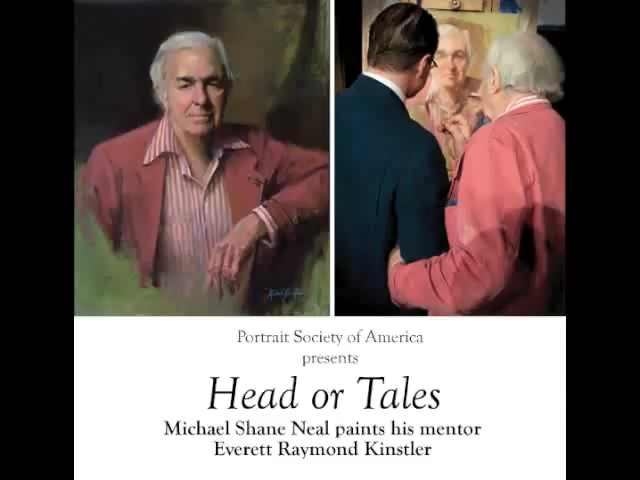 Portrait Society of America
presents
Head or Tales
Michael Shane Neal paints his mentor
Everett Raymond Kinstler